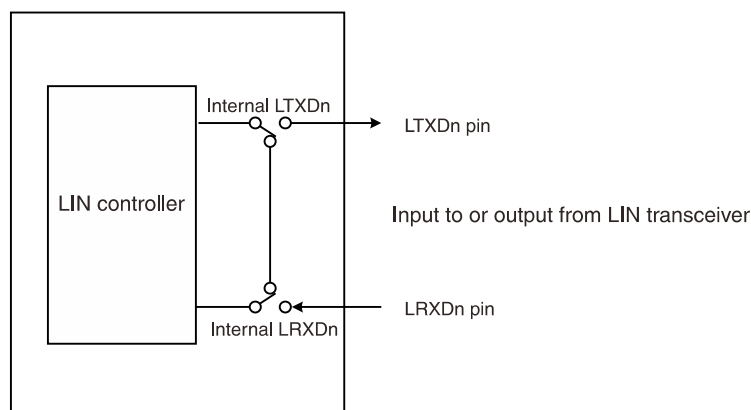 Internal LTXDn
LTXDn pin
LIN controller
Input to or output from LIN transceiver
LRXDn pin
Internal LRXDn